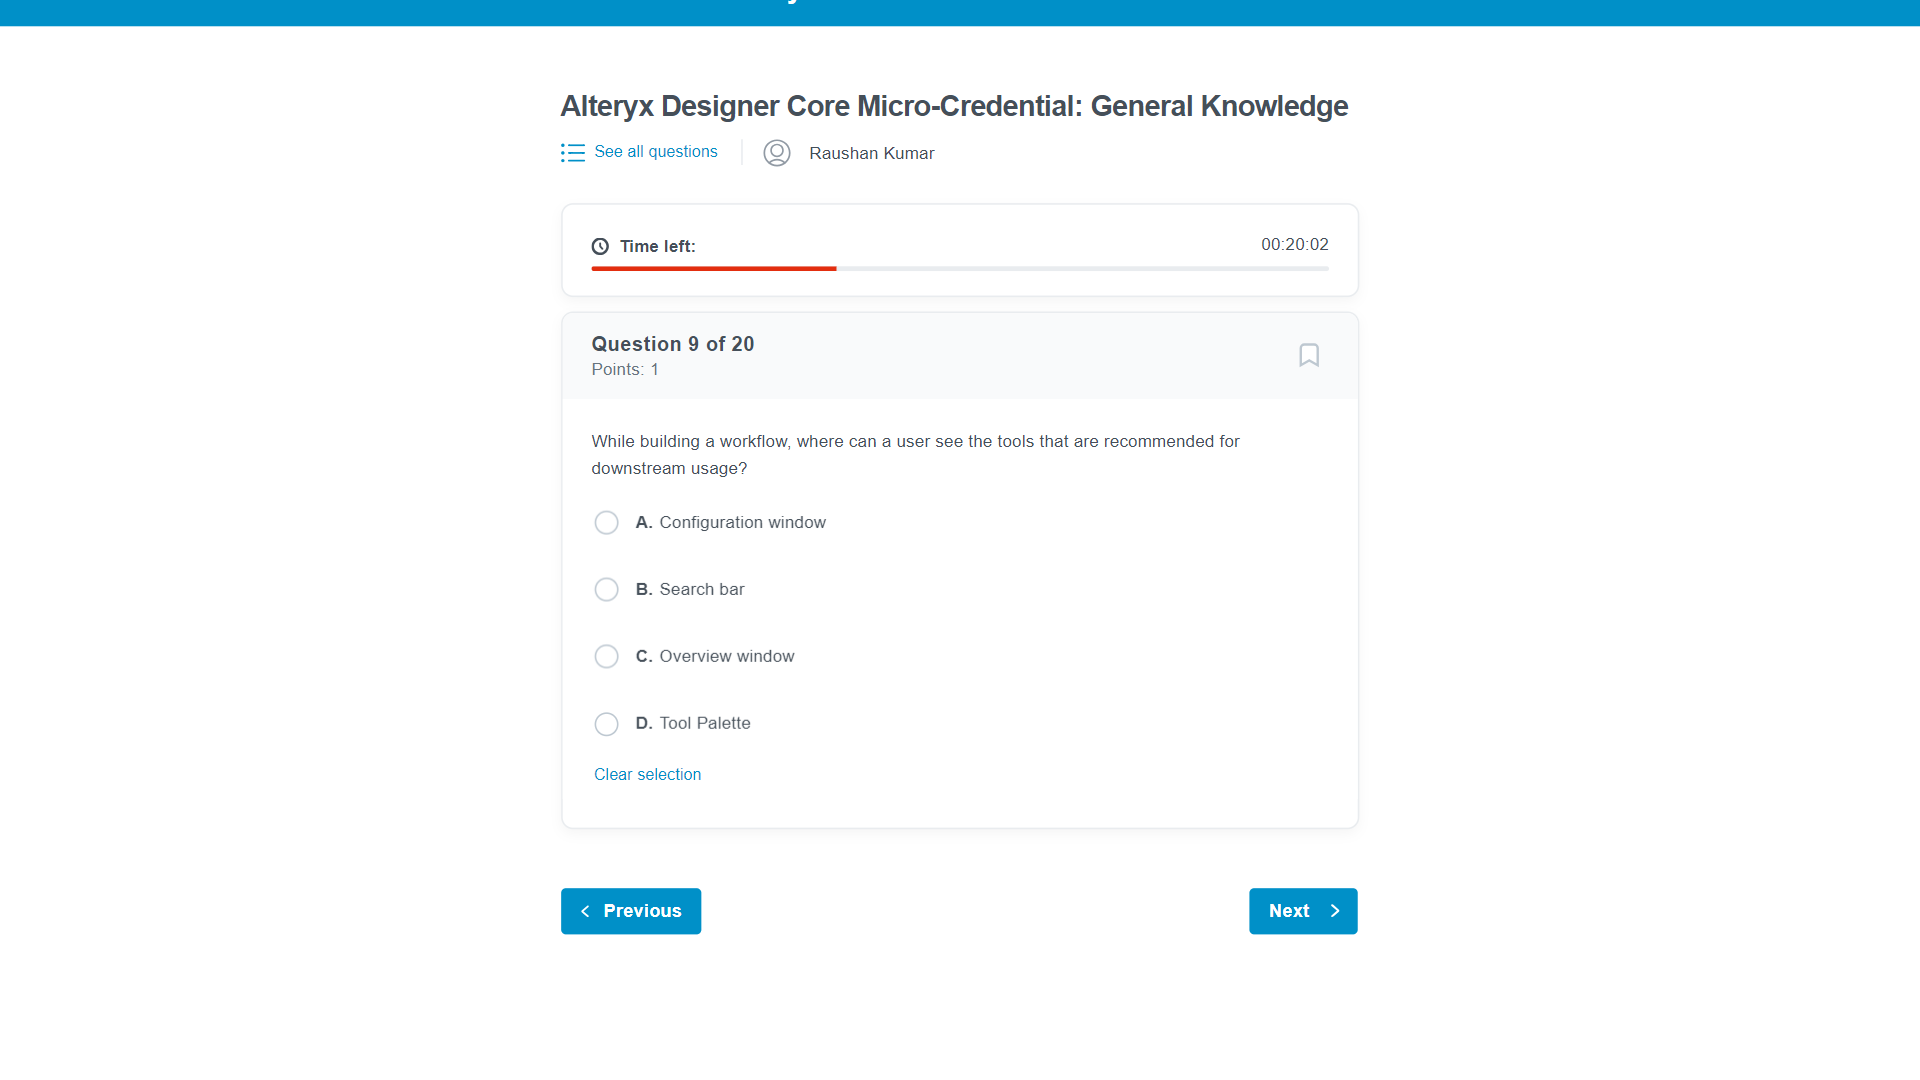 Alteryx Designer Core Micro-Credential: General Knowledge
See all questions
Raushan Kumar
Time left:
00:20:02
Question 9 of 20
Points: 1
While building a workflow, where can a user see the tools that are recommended for
downstream usage?
A. Configuration window
B. Search bar
C. Overview window
D. Tool Palette
Clear selection
Previous
Next